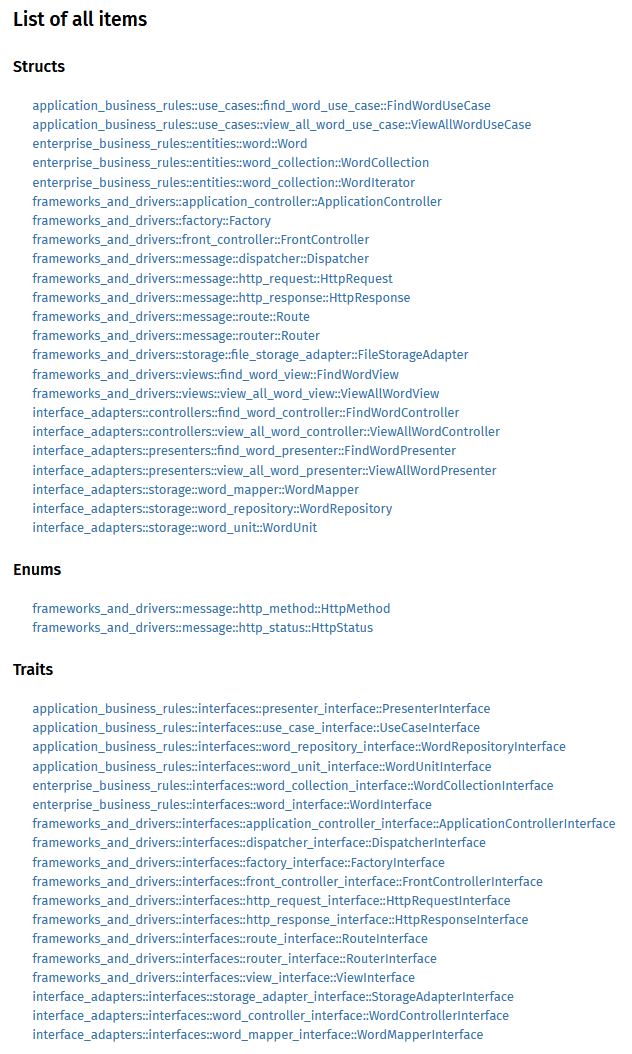 List of all items
Structs
application_business_rules::use_cases::find_word_use_case::FindWordUseCase
application_business_rules::use_cases::view_all_word_use_case::ViewAllWordUseCase
enterprise_business_rules::entities::word::Word
enterprise_business_rules::entities::word_collection::WordCollection
enterprise_business_rules::entities::word_collection::WordIterator
frameworks_and_drivers::application_controller::ApplicationController
frameworks_and_drivers::factory::Factory
frameworks_and_drivers::front_controller::FrontController
frameworks_and_drivers::message::dispatcher::Dispatcher
frameworks_and_drivers::message::http_request::HttpRequest
frameworks_and_drivers::message::http_response::HttpResponse
frameworks_and_drivers::message::route::Route
frameworks_and_drivers::message::router::Router
frameworks_and_drivers::storage::file_storage_adapter::FileStorageAdapter
frameworks_and_drivers::views::find_word_view::FindWordView
frameworks_and_drivers::views::view_all_word_view::ViewAllWordView
interface_adapters::controllers::find_word_controller::FindWordController
interface_adapters::controllers::view_all_word_controller::ViewAllWordController
interface_adapters::presenters::find_word_presenter::FindWordPresenter
interface_adapters::presenters::view_all_word_presenter::ViewAllWordPresenter
interface_adapters::storage::word_mapper::WordMapper
interface_adapters::storage::word_repository::WordRepository
interface_adapters::storage::word_unit::WordUnit
Enums
frameworks_and_drivers::message::http_method::HttpMethod
frameworks_and_drivers::message::http_status::HttpStatus
Traits
application_business_rules::interfaces::presenter_interface::PresenterInterface
application_business_rules::interfaces::use_case_interface::UseCaseInterface
application_business_rules::interfaces::word_repository_interface::WordRepositoryInterface
application_business_rules::interfaces::word_unit_interface::WordUnitInterface
enterprise_business_rules::interfaces::word_collection_interface::WordCollectionInterface
enterprise_business_rules::interfaces::word_interface::WordInterface
frameworks_and_drivers::interfaces::application_controller_interface::ApplicationControllerInterface
frameworks_and_drivers::interfaces::dispatcher_interface::DispatcherInterface
frameworks_and_drivers::interfaces::factory_interface::FactoryInterface
frameworks_and_drivers::interfaces::front_controller_interface::FrontControllerInterface
frameworks_and_drivers::interfaces::http_request_interface::HttpRequestInterface
frameworks_and_drivers::interfaces::http_response_interface::HttpResponseInterface
frameworks_and_drivers::interfaces::route_interface::RouteInterface
frameworks_and_drivers::interfaces::router_interface::RouterInterface
frameworks_and_drivers::interfaces::view_interface::ViewInterface
interface_adapters::interfaces::storage_adapter_interface::StorageAdapterInterface
interface_adapters::interfaces::word_controller_interface::WordControllerInterface
interface_adapters::interfaces::word_mapper_interface::WordMapperInterface